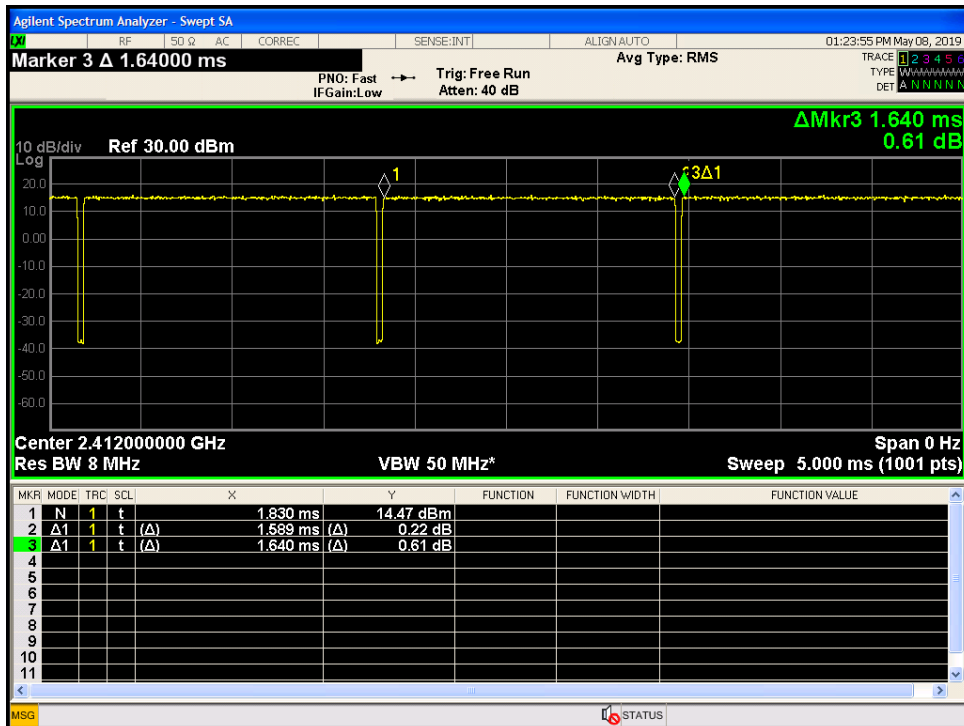 Agilent Spectrum Analyzer - Swept SA
LXI RF 50 Ω AC CORREC SENSE:INT ALIGN AUTO 01:23:55 PM May 08, 2019
Marker 3 Δ 1.64000 ms
PNO: Fast
IFGain:Low
Trig: Free Run
Atten: 40 dB
Avg Type: RMS
TRACE 1 2 3 4 5 6
TYPE WWWWWW
DET A N N N N N
ΔMkr3 1.640 ms
0.61 dB
10 dB/div Ref 30.00 dBm
Log
20.0
10.0
0.00
-10.0
-20.0
-30.0
-40.0
-50.0
-60.0
1
3Δ1
Center 2.412000000 GHz Span 0 Hz
Res BW 8 MHz VBW 50 MHz* Sweep 5.000 ms (1001 pts)
MKR MODE TRC SCL X Y FUNCTION FUNCTION WIDTH FUNCTION VALUE
1 N 1 t 1.830 ms 14.47 dBm
2 Δ1 1 t (Δ) 1.589 ms (Δ) 0.22 dB
3 Δ1 1 t (Δ) 1.640 ms (Δ) 0.61 dB
4
5
6
7
8
9
10
11
MSG STATUS